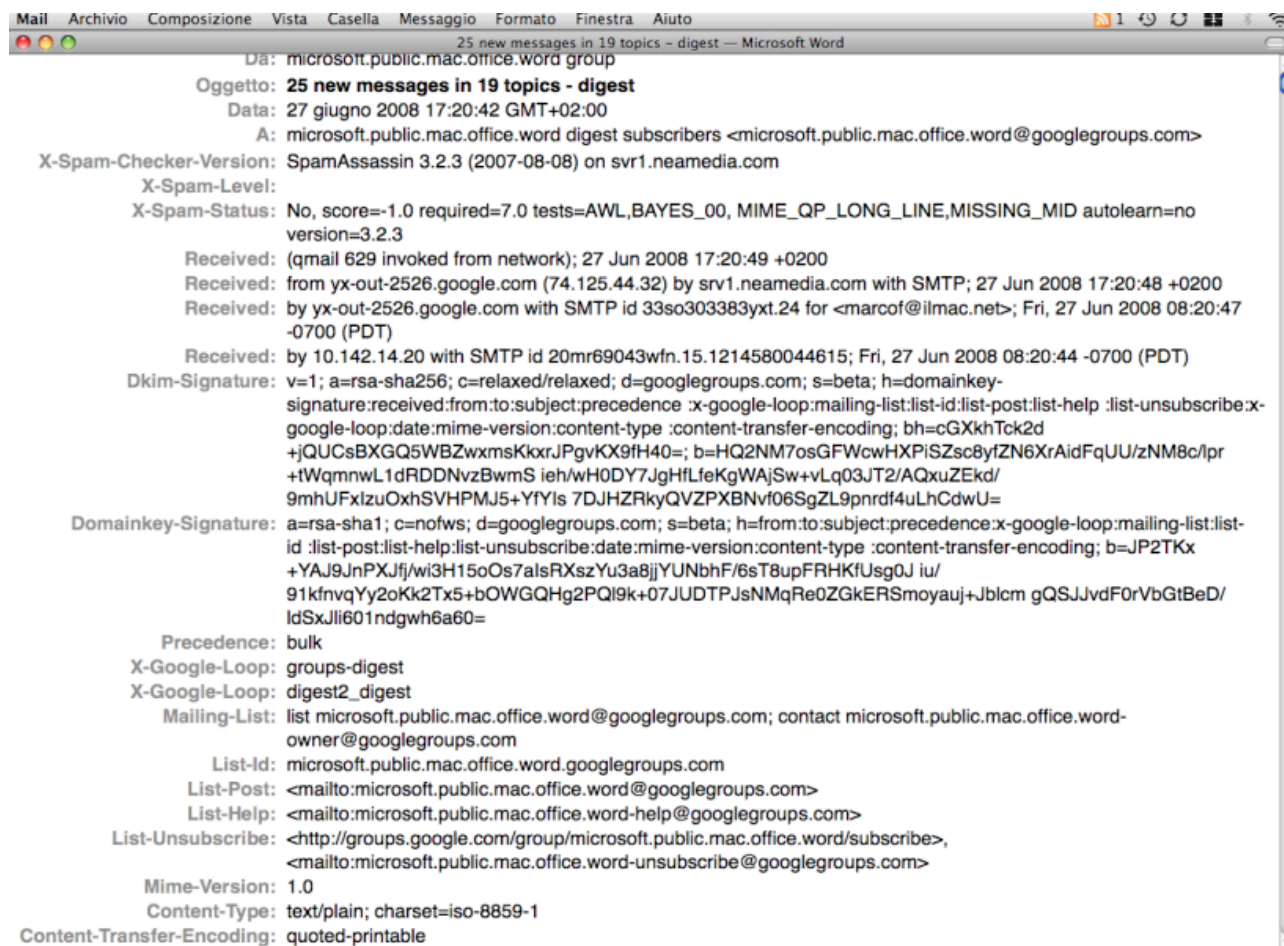 Mail Archivio Composizione Vista Casella Messaggio Formato Finestra Aiuto 1
25 new messages in 19 topics - digest — Microsoft Word
Da: microsoft.public.mac.office.word group
Oggetto: 25 new messages in 19 topics - digest
Data: 27 giugno 2008 17:20:42 GMT+02:00
A: microsoft.public.mac.office.word digest subscribers <microsoft.public.mac.office.word@googlegroups.com>
X-Spam-Checker-Version: SpamAssassin 3.2.3 (2007-08-08) on svr1.neamedia.com
X-Spam-Level:
X-Spam-Status: No, score=-1.0 required=7.0 tests=AWL,BAYES_00, MIME_QP_LONG_LINE,MISSING_MID autolearn=no
version=3.2.3
Received: (qmail 629 invoked from network); 27 Jun 2008 17:20:49 +0200
Received: from yx-out-2526.google.com (74.125.44.32) by srv1.neamedia.com with SMTP; 27 Jun 2008 17:20:48 +0200
Received: by yx-out-2526.google.com with SMTP id 33so303383yxt.24 for <marcof@ilmac.net>; Fri, 27 Jun 2008 08:20:47
-0700 (PDT)
Received: by 10.142.14.20 with SMTP id 20mr69043wfn.15.1214580044615; Fri, 27 Jun 2008 08:20:44 -0700 (PDT)
Dkim-Signature: v=1; a=rsa-sha256; c=relaxed/relaxed; d=googlegroups.com; s=beta; h=domainkey-
signature:received:from:to:subject:precedence :x-google-loop:mailing-list:list-id:list-post:list-help :list-unsubscribe:x-
google-loop:date:mime-version:content-type :content-transfer-encoding; bh=cGXkhTck2d
+jQUCsBXGQ5WBZwxmsKkxrJPgvKX9fH40=; b=HQ2NM7osGFWcwHXPiSZsc8yfZN6XrAidFqUU/zNM8c/lpr
+tWqmnwL1dRDDNvzBwmS ieh/wH0DY7JgHfLfeKgWAjSw+vLq03JT2/AQxuZEkd/
9mhUFxIzuOxhSVHPMJ5+YfYIs 7DJHZRkyQVZPXBNvf06SgZL9pnrdf4uLhCdwU=
Domainkey-Signature: a=rsa-sha1; c=nofws; d=googlegroups.com; s=beta; h=from:to:subject:precedence:x-google-loop:mailing-list:list-
id :list-post:list-help:list-unsubscribe:date:mime-version:content-type :content-transfer-encoding; b=JP2TKx
+YAJ9JnPXJfj/wi3H15oOs7alsRXszYu3a8jjYUNbhF/6sT8upFRHKfUsg0J iu/
91kfnvqYy2oKk2Tx5+bOWGQHg2PQl9k+07JUDTPJsNMqRe0ZGkERSmoyauj+Jblcm gQSJJvdF0rVbGtBeD/
ldSxJli601ndgwh6a60=
Precedence: bulk
X-Google-Loop: groups-digest
X-Google-Loop: digest2_digest
Mailing-List: list microsoft.public.mac.office.word@googlegroups.com; contact microsoft.public.mac.office.word-
owner@googlegroups.com
List-Id: microsoft.public.mac.office.word.googlegroups.com
List-Post: <mailto:microsoft.public.mac.office.word@googlegroups.com>
List-Help: <mailto:microsoft.public.mac.office.word-help@googlegroups.com>
List-Unsubscribe: <http://groups.google.com/group/microsoft.public.mac.office.word/subscribe>,
<mailto:microsoft.public.mac.office.word-unsubscribe@googlegroups.com>
Mime-Version: 1.0
Content-Type: text/plain; charset=iso-8859-1
Content-Transfer-Encoding: quoted-printable